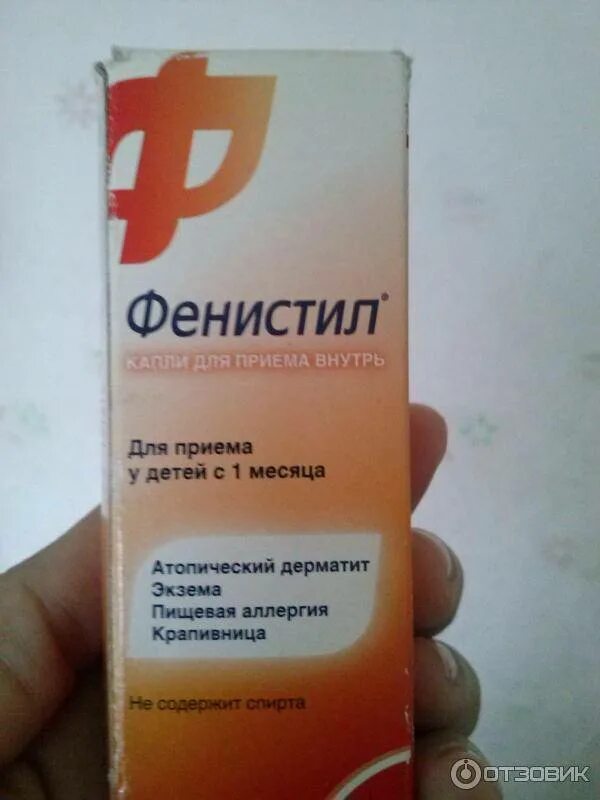 Ф
Фенистил®
КАПЛИ ДЛЯ ПРИЕМА ВНУТРЬ
Для приема
у детей с 1 месяца
Атопический дерматит
Экзема
Пищевая аллергия
Крапивница
Не содержит спирта
ОТЗОВИК